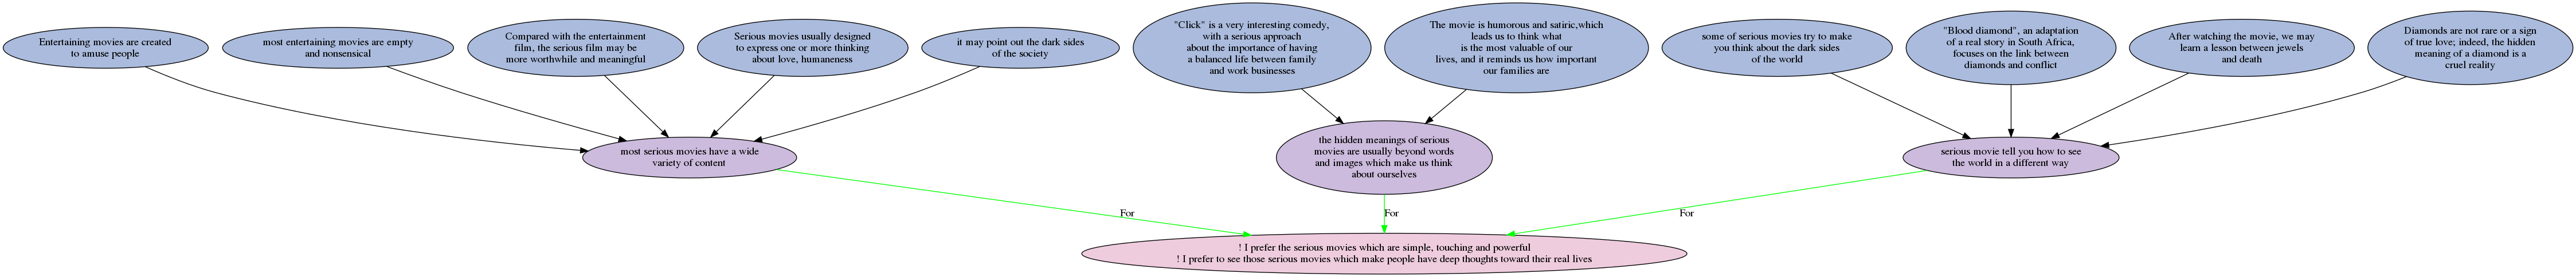 Entertaining movies are created
to amuse people
most entertaining movies are empty
and nonsensical
Compared with the entertainment
film, the serious film may be
more worthwhile and meaningful
Serious movies usually designed
to express one or more thinking
about love, humaneness
it may point out the dark sides
of the society
"Click" is a very interesting comedy,
with a serious approach
about the importance of having
a balanced life between family
and work businesses
The movie is humorous and satiric,which
leads us to think what
is the most valuable of our
lives, and it reminds us how important
our families are
some of serious movies try to make
you think about the dark sides
of the world
"Blood diamond", an adaptation
of a real story in South Africa,
focuses on the link between
diamonds and conflict
After watching the movie, we may
learn a lesson between jewels
and death
Diamonds are not rare or a sign
of true love; indeed, the hidden
meaning of a diamond is a
cruel reality
most serious movies have a wide
variety of content
the hidden meanings of serious
movies are usually beyond words
and images which make us think
about ourselves
serious movie tell you how to see
the world in a different way
For
For
For
! I prefer the serious movies which are simple, touching and powerful
! I prefer to see those serious movies which make people have deep thoughts toward their real lives